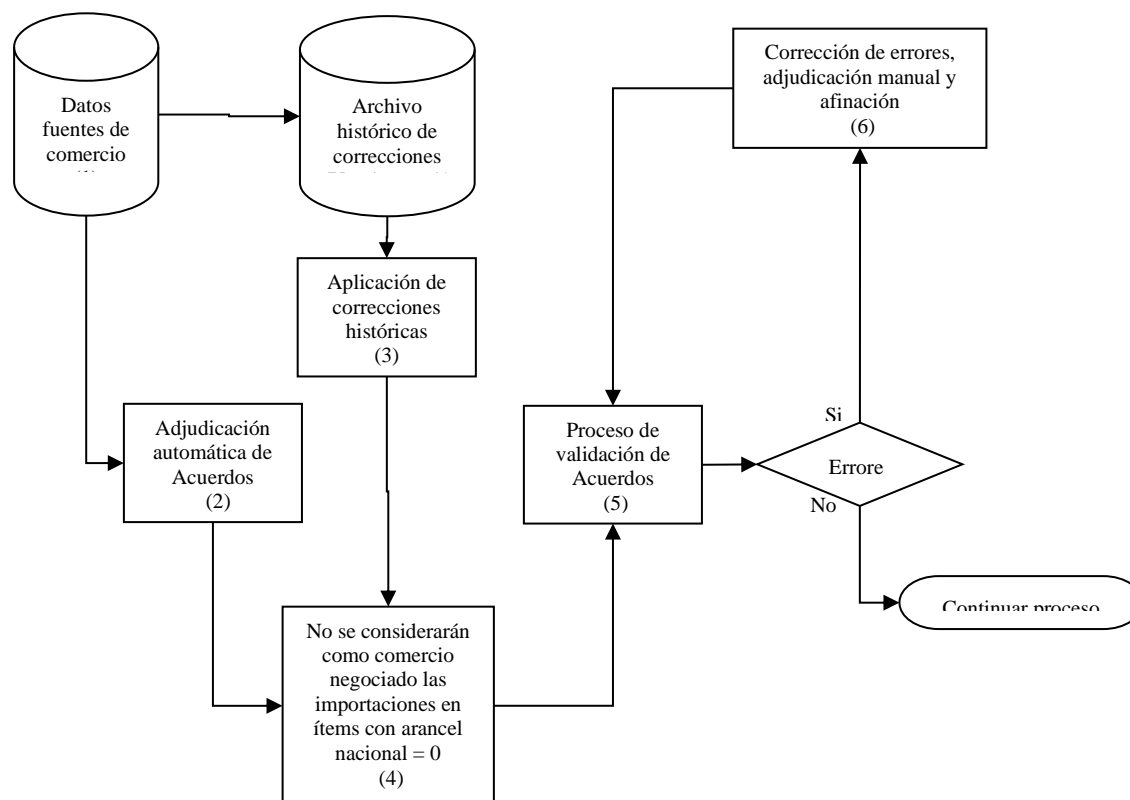 Datos
fuentes de
comercio
Archivo
histórico de
correcciones
Corrección de errores,
adjudicación manual y
afinación
(6)
Aplicación de
correcciones
históricas
(3)
Adjudicación
automática de
Acuerdos
(2)
Proceso de
validación de
Acuerdos
(5)
Si
Errore
No
Continuar proceso
No se considerarán
como comercio
negociado las
importaciones en
ítems con arancel
nacional = 0
(4)